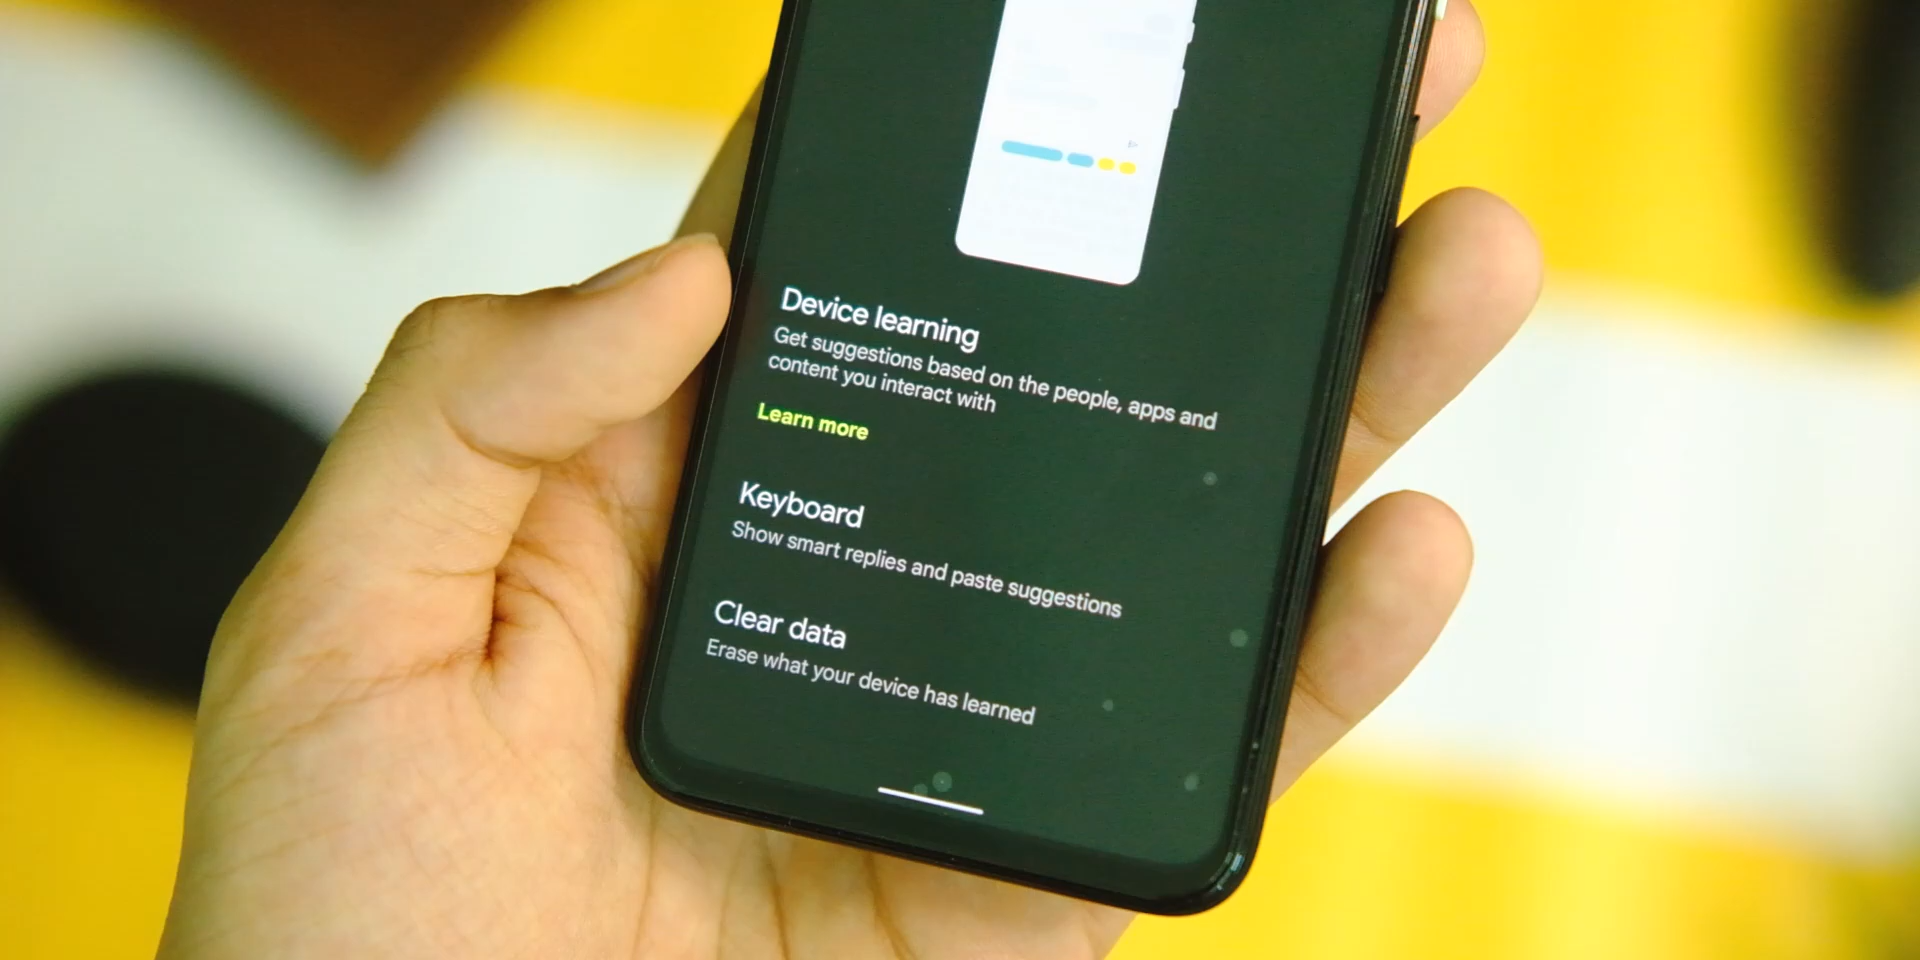 Device learning
Get suggestions based on the people, apps and
content you interact with
Learn more
Keyboard
Show smart replies and paste suggestions
Clear data
Erase what your device has learned